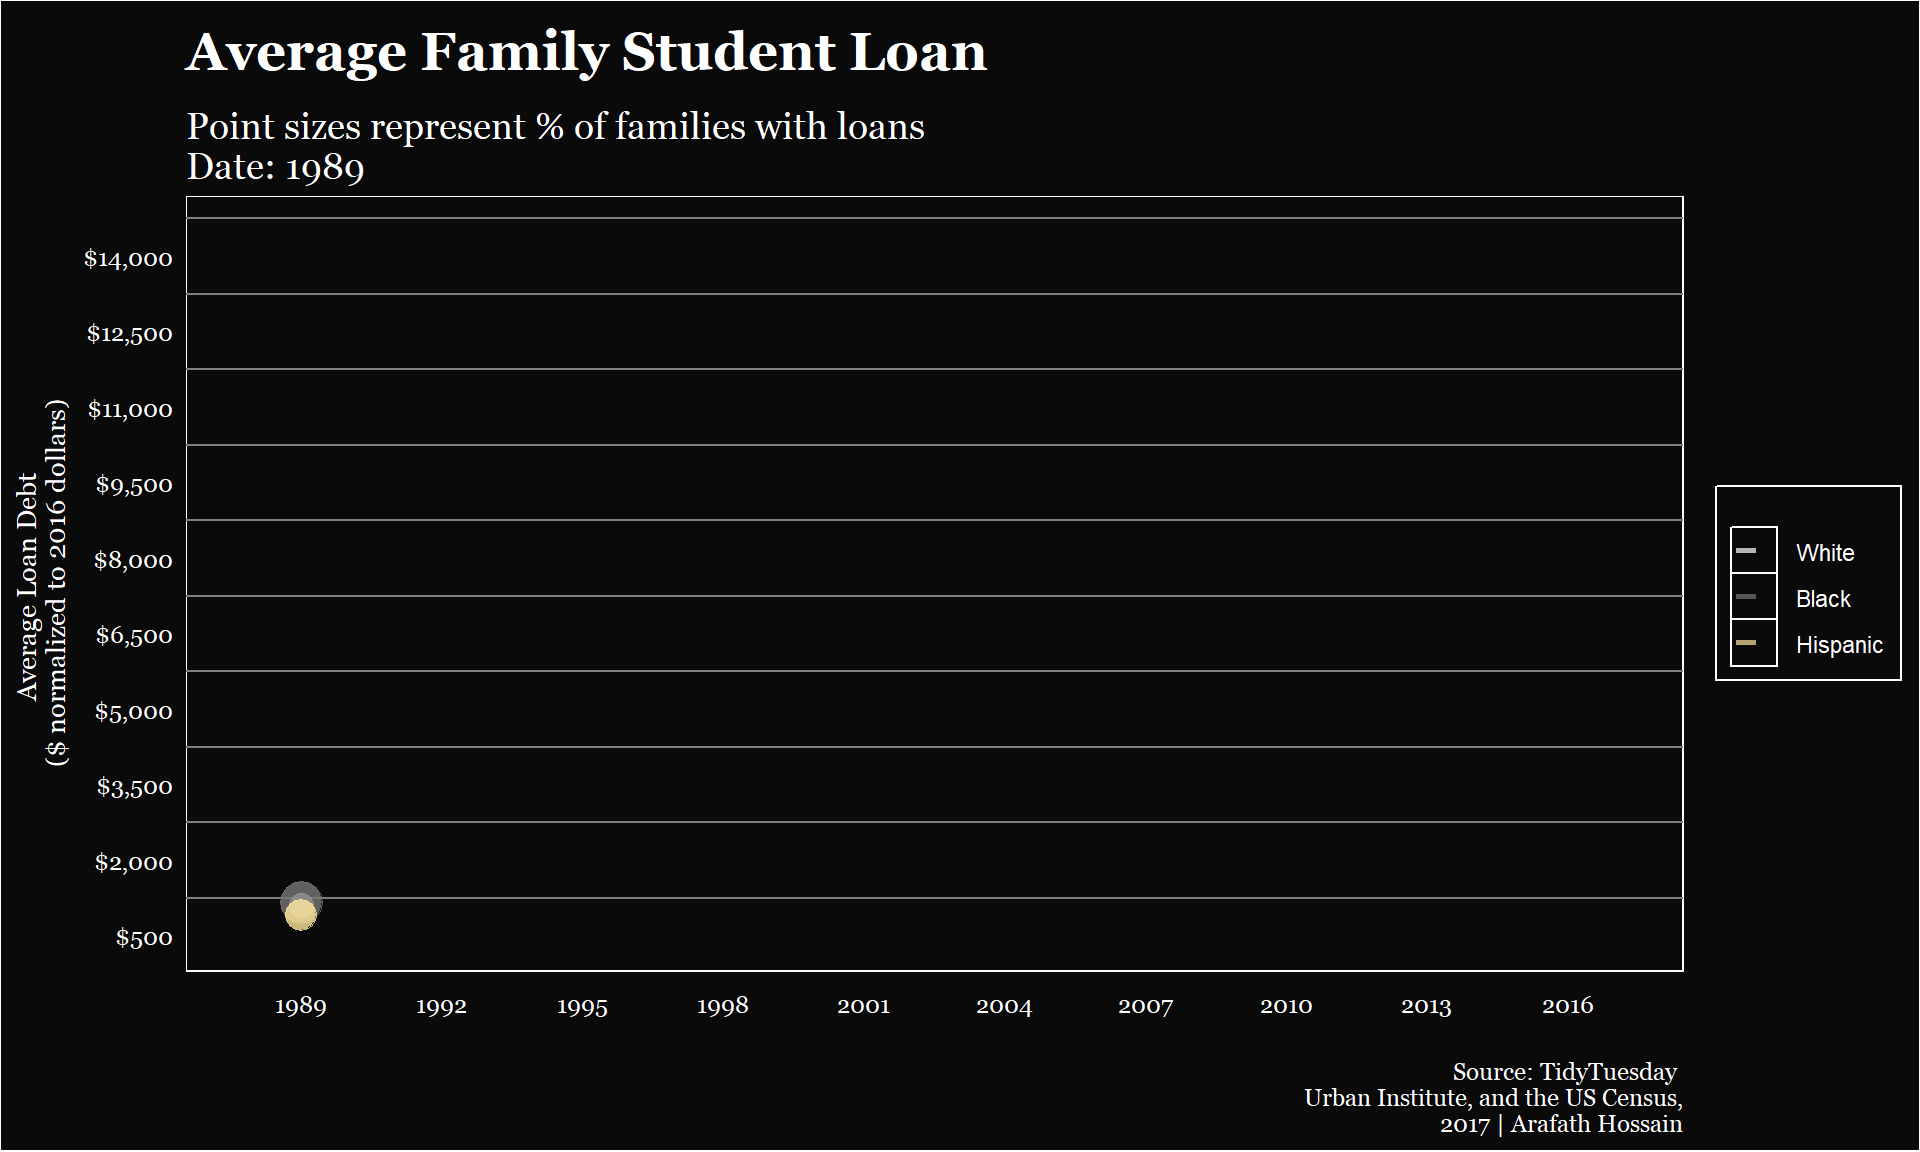 Average Family Student Loan
Point sizes represent % of families with loans
Date: 1989
Average Loan Debt
($ normalized to 2016 dollars)
$14,000
$12,500
$11,000
$9,500
$8,000
$6,500
$5,000
$3,500
$2,000
$500
1989 1992 1995 1998 2001 2004 2007 2010 2013 2016
White
Black
Hispanic
Source: TidyTuesday
Urban Institute, and the US Census,
2017 | Arafath Hossain